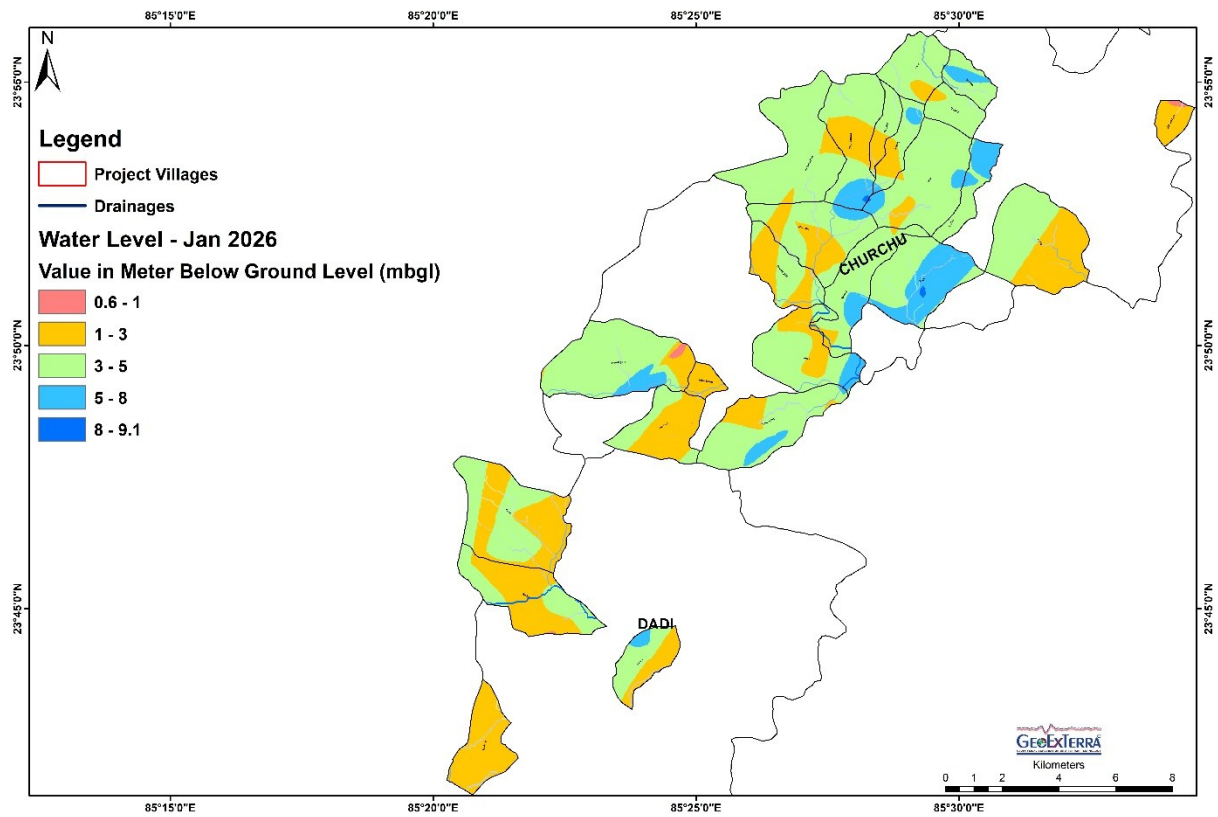 85°15'0"E
85°20'0"E
85°25'0"E
85°30'0"E
N
23°55'0"N
23°55'0"N
Legend
Project Villages
Drainages
Water Level - Jan 2026
Value in Meter Below Ground Level (mbgl)
0.6 - 1
1 - 3
3 - 5
5 - 8
8 - 9.1
CHURCHU
23°50'0"N
23°50'0"N
23°45'0"N
23°45'0"N
DADI
GEOEXTERRA
Kilometers
0 1 2 4 6 8
85°15'0"E
85°20'0"E
85°25'0"E
85°30'0"E